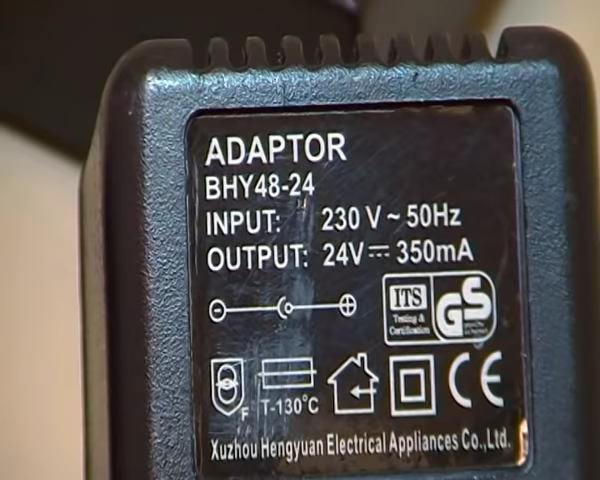 ADAPTOR
BHY48-24
INPUT: 230 V ~ 50Hz
OUTPUT: 24V ⎓ 350mA
ITS
Testing &
Certification
GS
F
T-130°C
CE
Xuzhou Hengyuan Electrical Appliances Co.,Ltd.